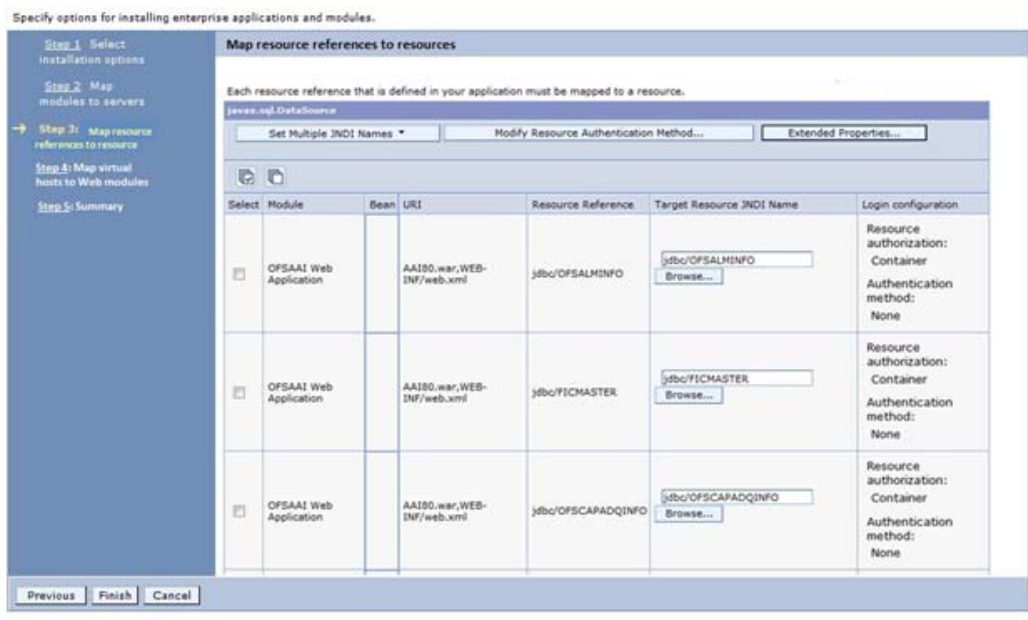 Specify options for installing enterprise applications and modules.
Step 1 Select
installation options
Step 2 Map
modules to servers
Step 3: Map resource
references to resource
Step 4: Map virtual
hosts to Web modules
Step 5: Summary
Map resource references to resources
Each resource reference that is defined in your application must be mapped to a resource.
javax.sql.DataSource
Set Multiple JNDI Names
Modify Resource Authentication Method...
Extended Properties...
Select Module Bean URI Resource Reference Target Resource JNDI Name Login configuration
OFSAAI Web
Application
AAI80.war,WEB-
INF/web.xml
jdbc/OFSALMINFO
jdbc/OFSALMINFO
Browse...
Resource
authorization:
Container
Authentication
method:
None
OFSAAI Web
Application
AAI80.war,WEB-
INF/web.xml
jdbc/FICMASTER
jdbc/FICMASTER
Browse...
Resource
authorization:
Container
Authentication
method:
None
OFSAAI Web
Application
AAI80.war,WEB-
INF/web.xml
jdbc/OFSCAPADQINFO
jdbc/OFSCAPADQINFO
Browse...
Resource
authorization:
Container
Authentication
method:
None
Previous Finish Cancel